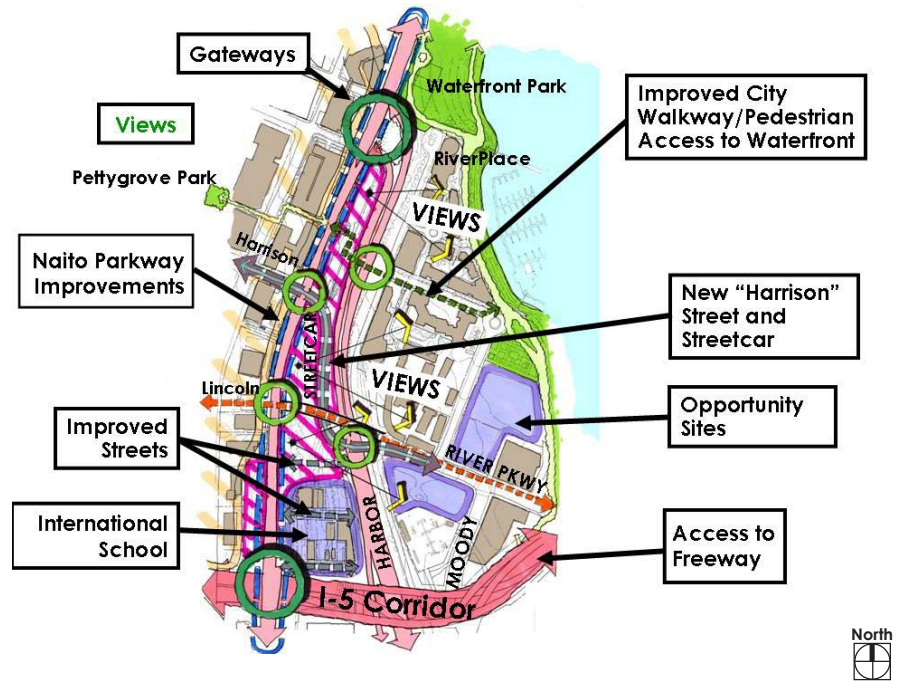 Gateways
Waterfront Park
Improved City
Walkway/Pedestrian
Access to Waterfront
Views
RiverPlace
Pettygrove Park
VIEWS
Harrison
Naito Parkway
Improvements
New “Harrison”
Street and
Streetcar
STREETCAR
VIEWS
Lincoln
Opportunity
Sites
Improved
Streets
RIVER PKWY
International
School
HARBOR
MOODY
Access to
Freeway
I-5 Corridor
North